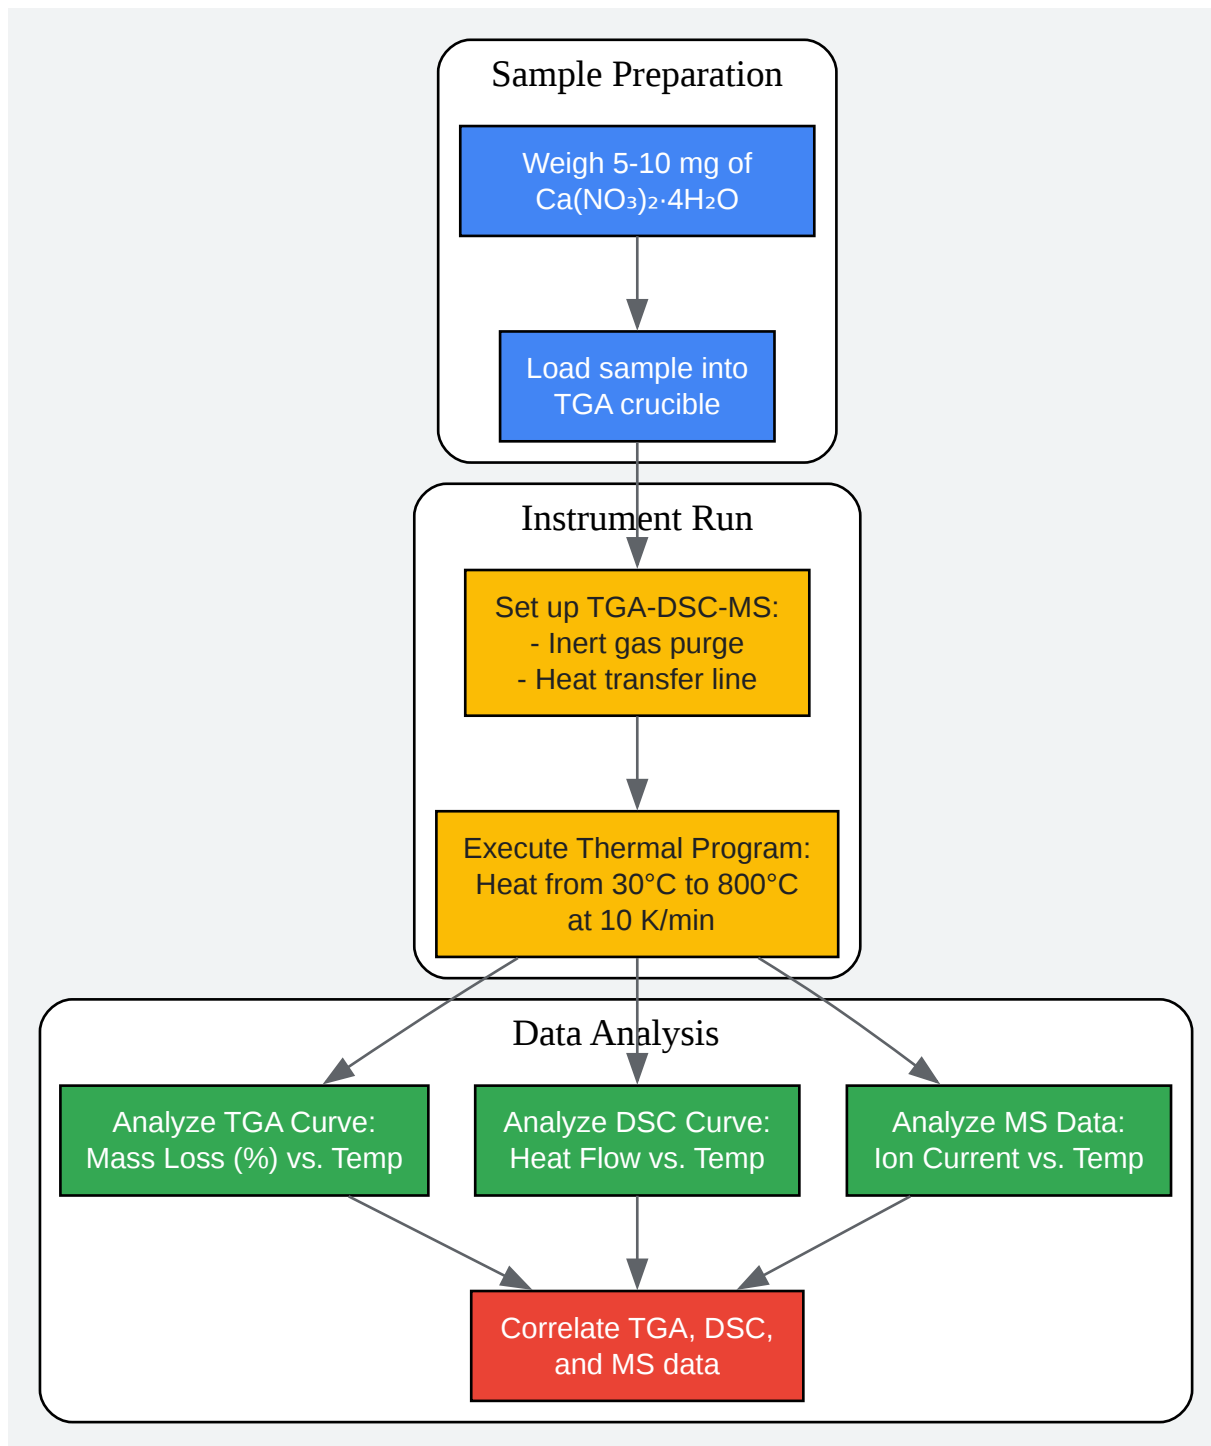 Sample Preparation
Weigh 5-10 mg of
Ca(NO₃)₂·4H₂O
Load sample into
TGA crucible
Instrument Run
Set up TGA-DSC-MS:
- Inert gas purge
- Heat transfer line
Execute Thermal Program:
Heat from 30°C to 800°C
at 10 K/min
Data Analysis
Analyze TGA Curve:
Mass Loss (%) vs. Temp
Analyze DSC Curve:
Heat Flow vs. Temp
Analyze MS Data:
Ion Current vs. Temp
Correlate TGA, DSC,
and MS data